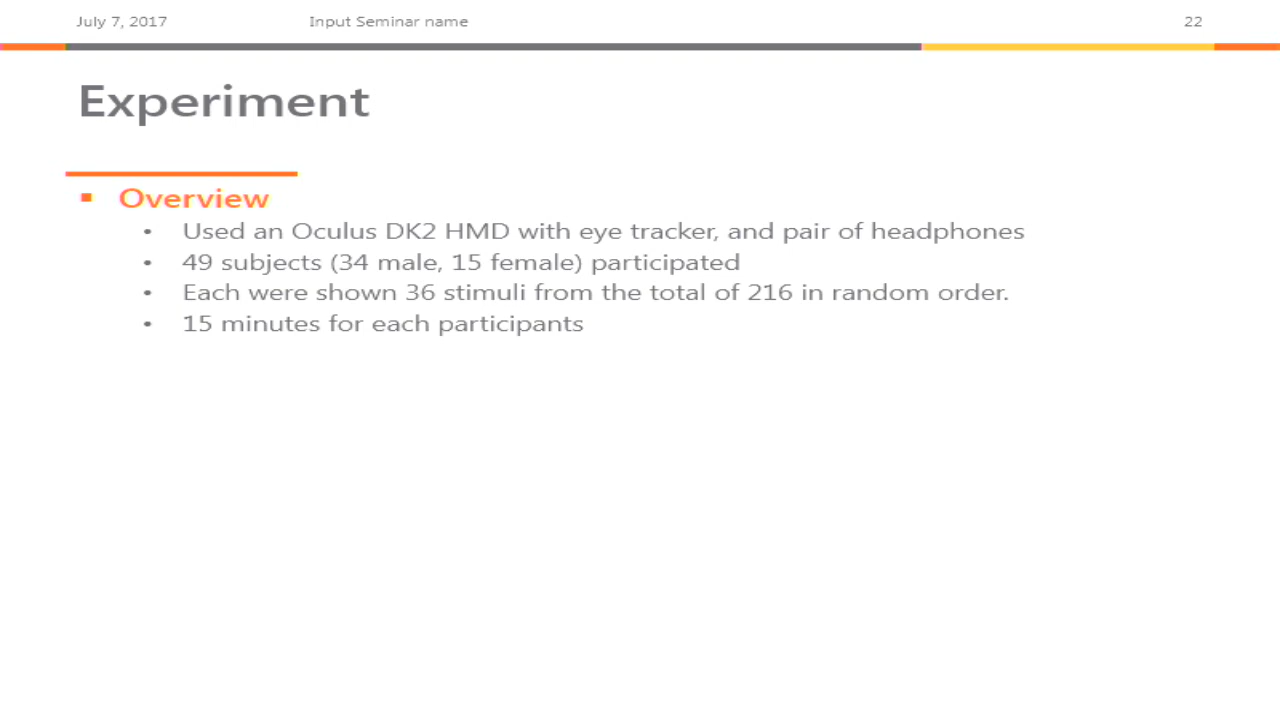 July 7, 2017 Input Seminar name 22
Experiment
▪ Overview
• Used an Oculus DK2 HMD with eye tracker, and pair of headphones
• 49 subjects (34 male, 15 female) participated
• Each were shown 36 stimuli from the total of 216 in random order.
• 15 minutes for each participants